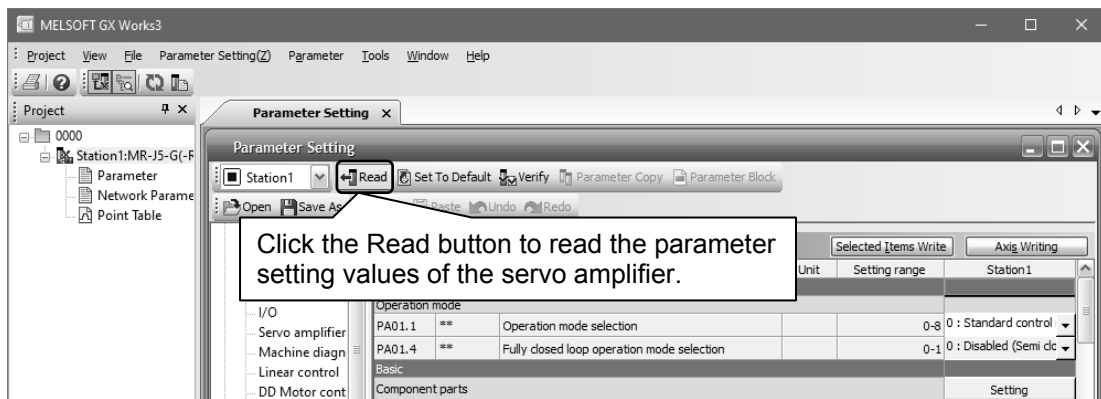 MELSOFT GX Works3
Project View File Parameter Setting(Z) Parameter Tools Window Help
Project
Parameter Setting
0000
Station1:MR-J5-G(-R
Parameter
Network Parame
Point Table
Parameter Setting
Station1 Read Set To Default Verify Parameter Copy Parameter Block
Open Save As Paste Undo Redo
Click the Read button to read the parameter
setting values of the servo amplifier.
Selected Items Write Axis Writing
Unit Setting range Station1
I/O
Servo amplifier
Machine diagn
Linear control
DD Motor cont
Operation mode
PA01.1 ** Operation mode selection 0-8 0 : Standard control
PA01.4 ** Fully closed loop operation mode selection 0-1 0 : Disabled (Semi clo
Basic
Component parts Setting